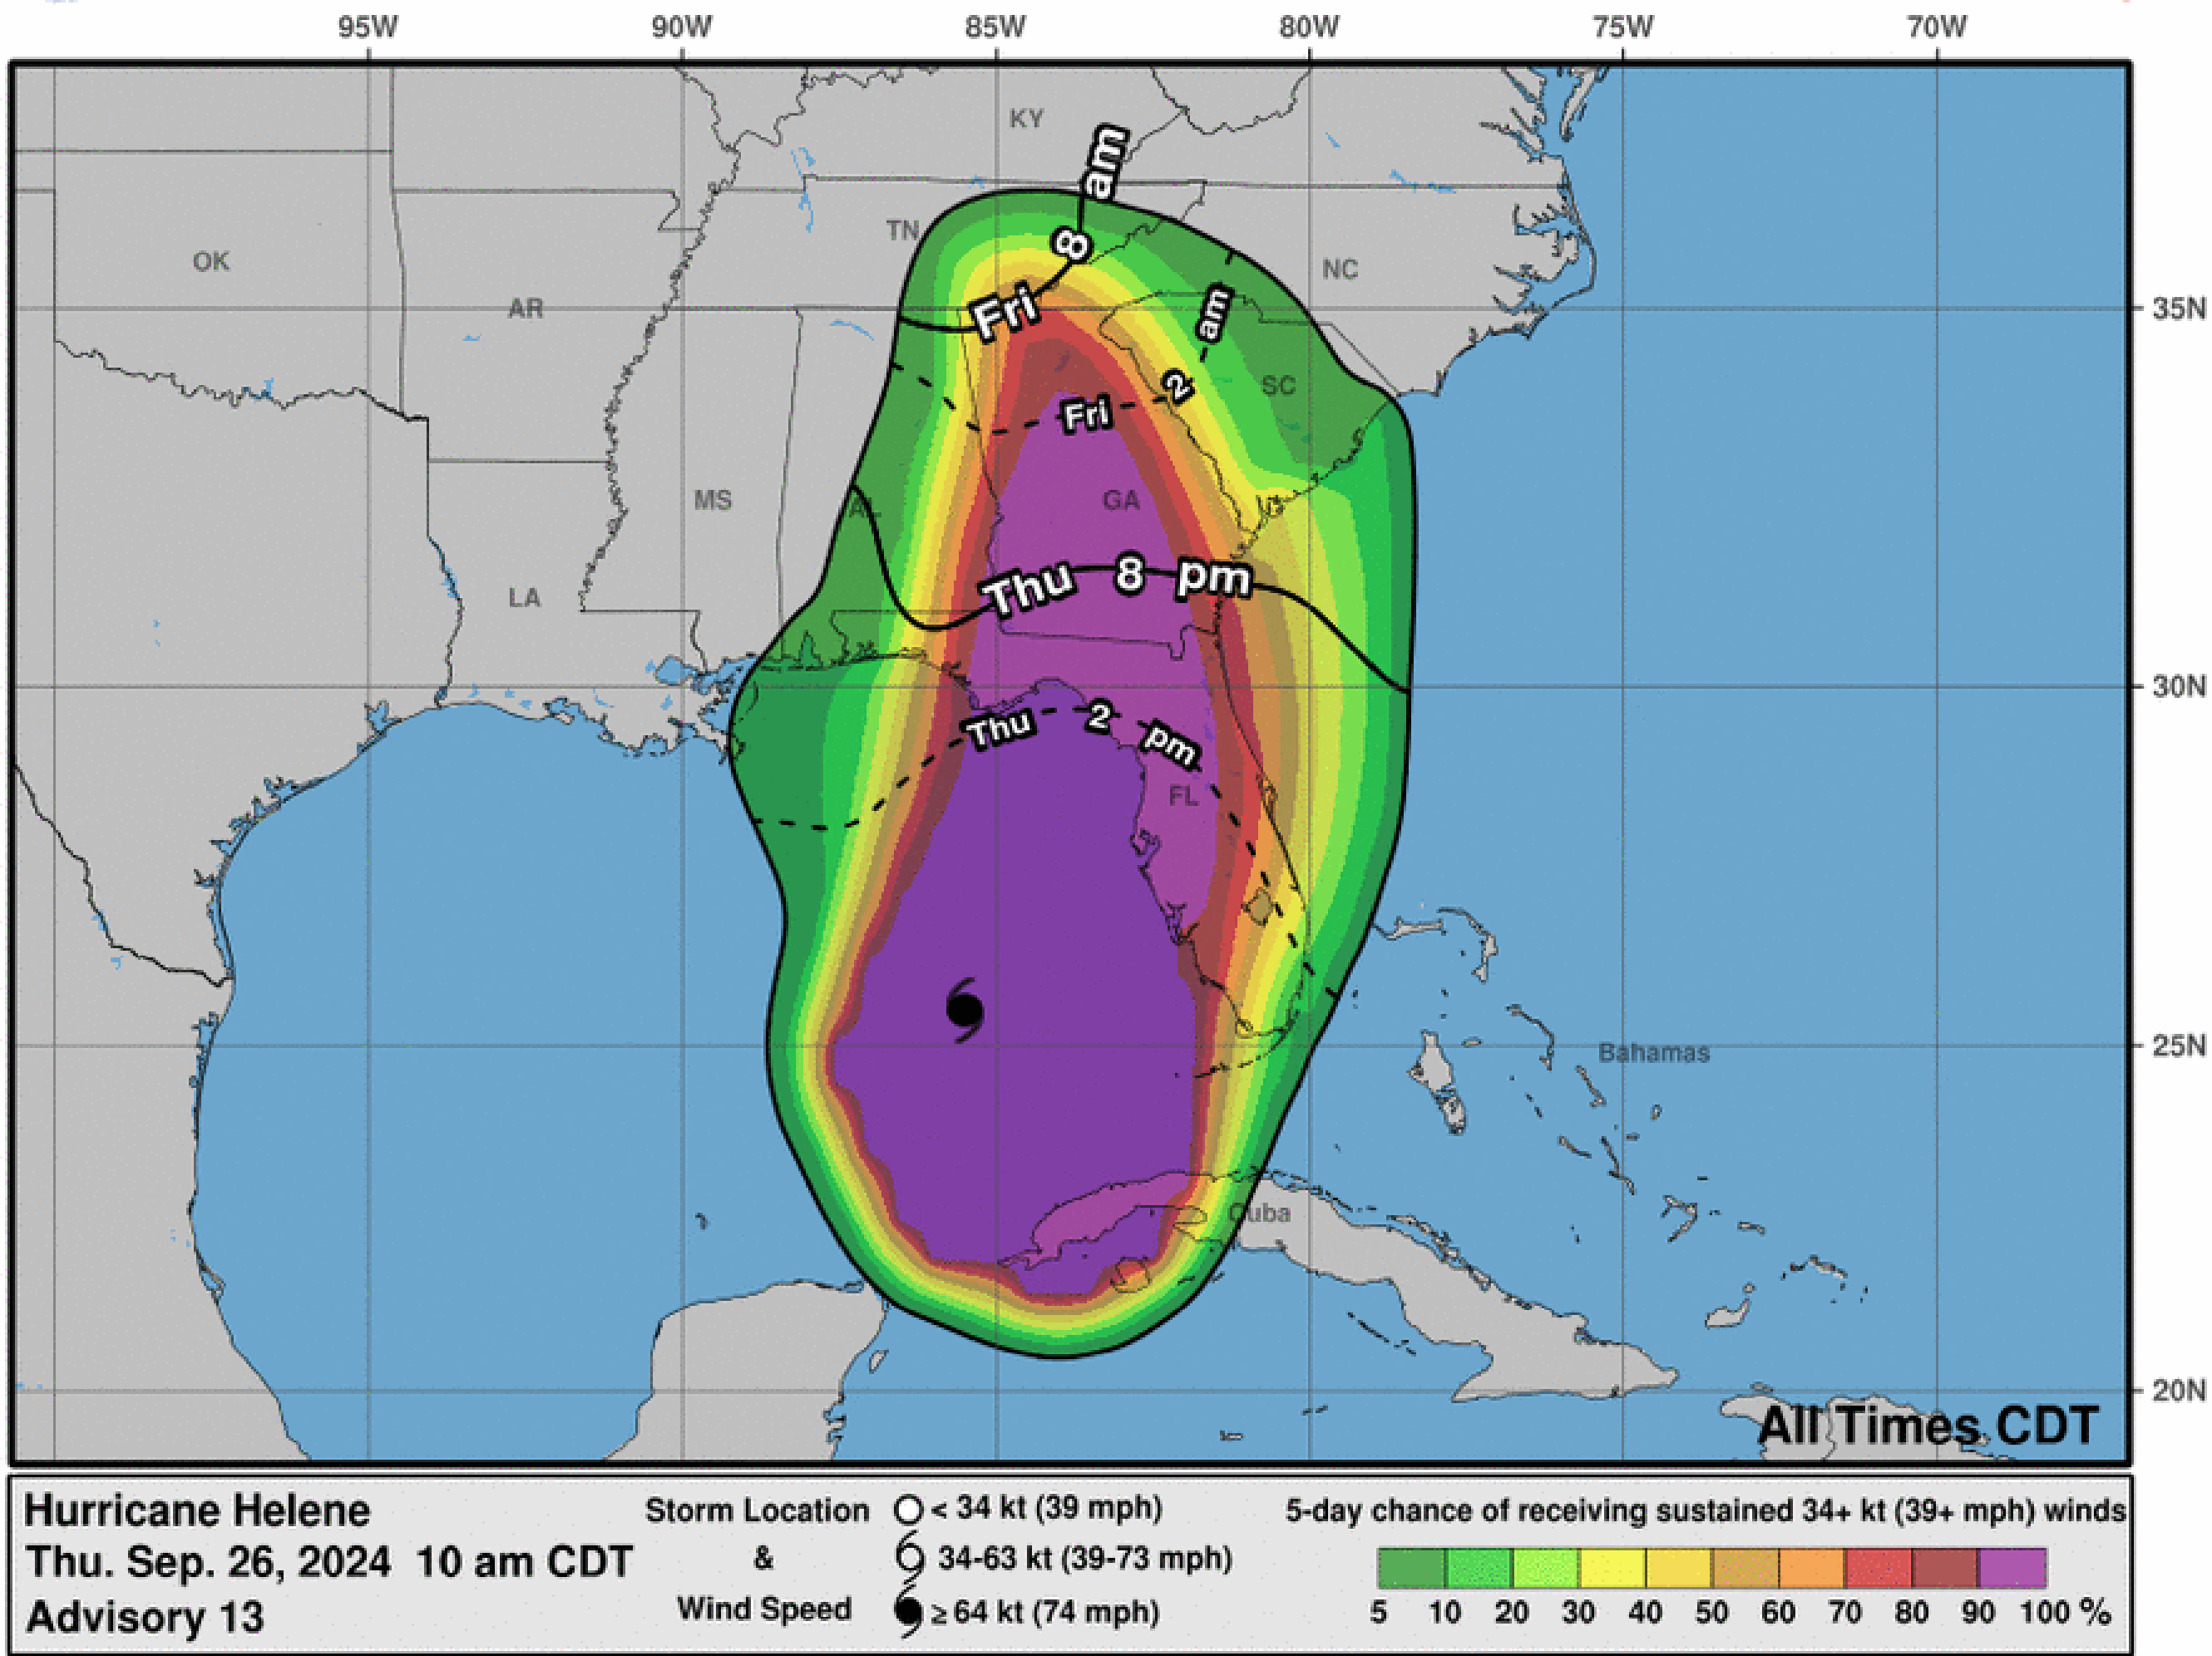 95W 90W 85W 80W 75W 70W
KY
am
TN
8
OK
NC
Fri
35N
AR
am
2
SC
Fri
MS
GA
AL
Thu 8 pm
LA
30N
Thu 2 pm
FL
25N
Bahamas
Cuba
20N
All Times CDT
Hurricane Helene
Thu. Sep. 26, 2024 10 am CDT
Advisory 13
Storm Location
&
Wind Speed
< 34 kt (39 mph)
34-63 kt (39-73 mph)
≥ 64 kt (74 mph)
5-day chance of receiving sustained 34+ kt (39+ mph) winds
5 10 20 30 40 50 60 70 80 90 100 %